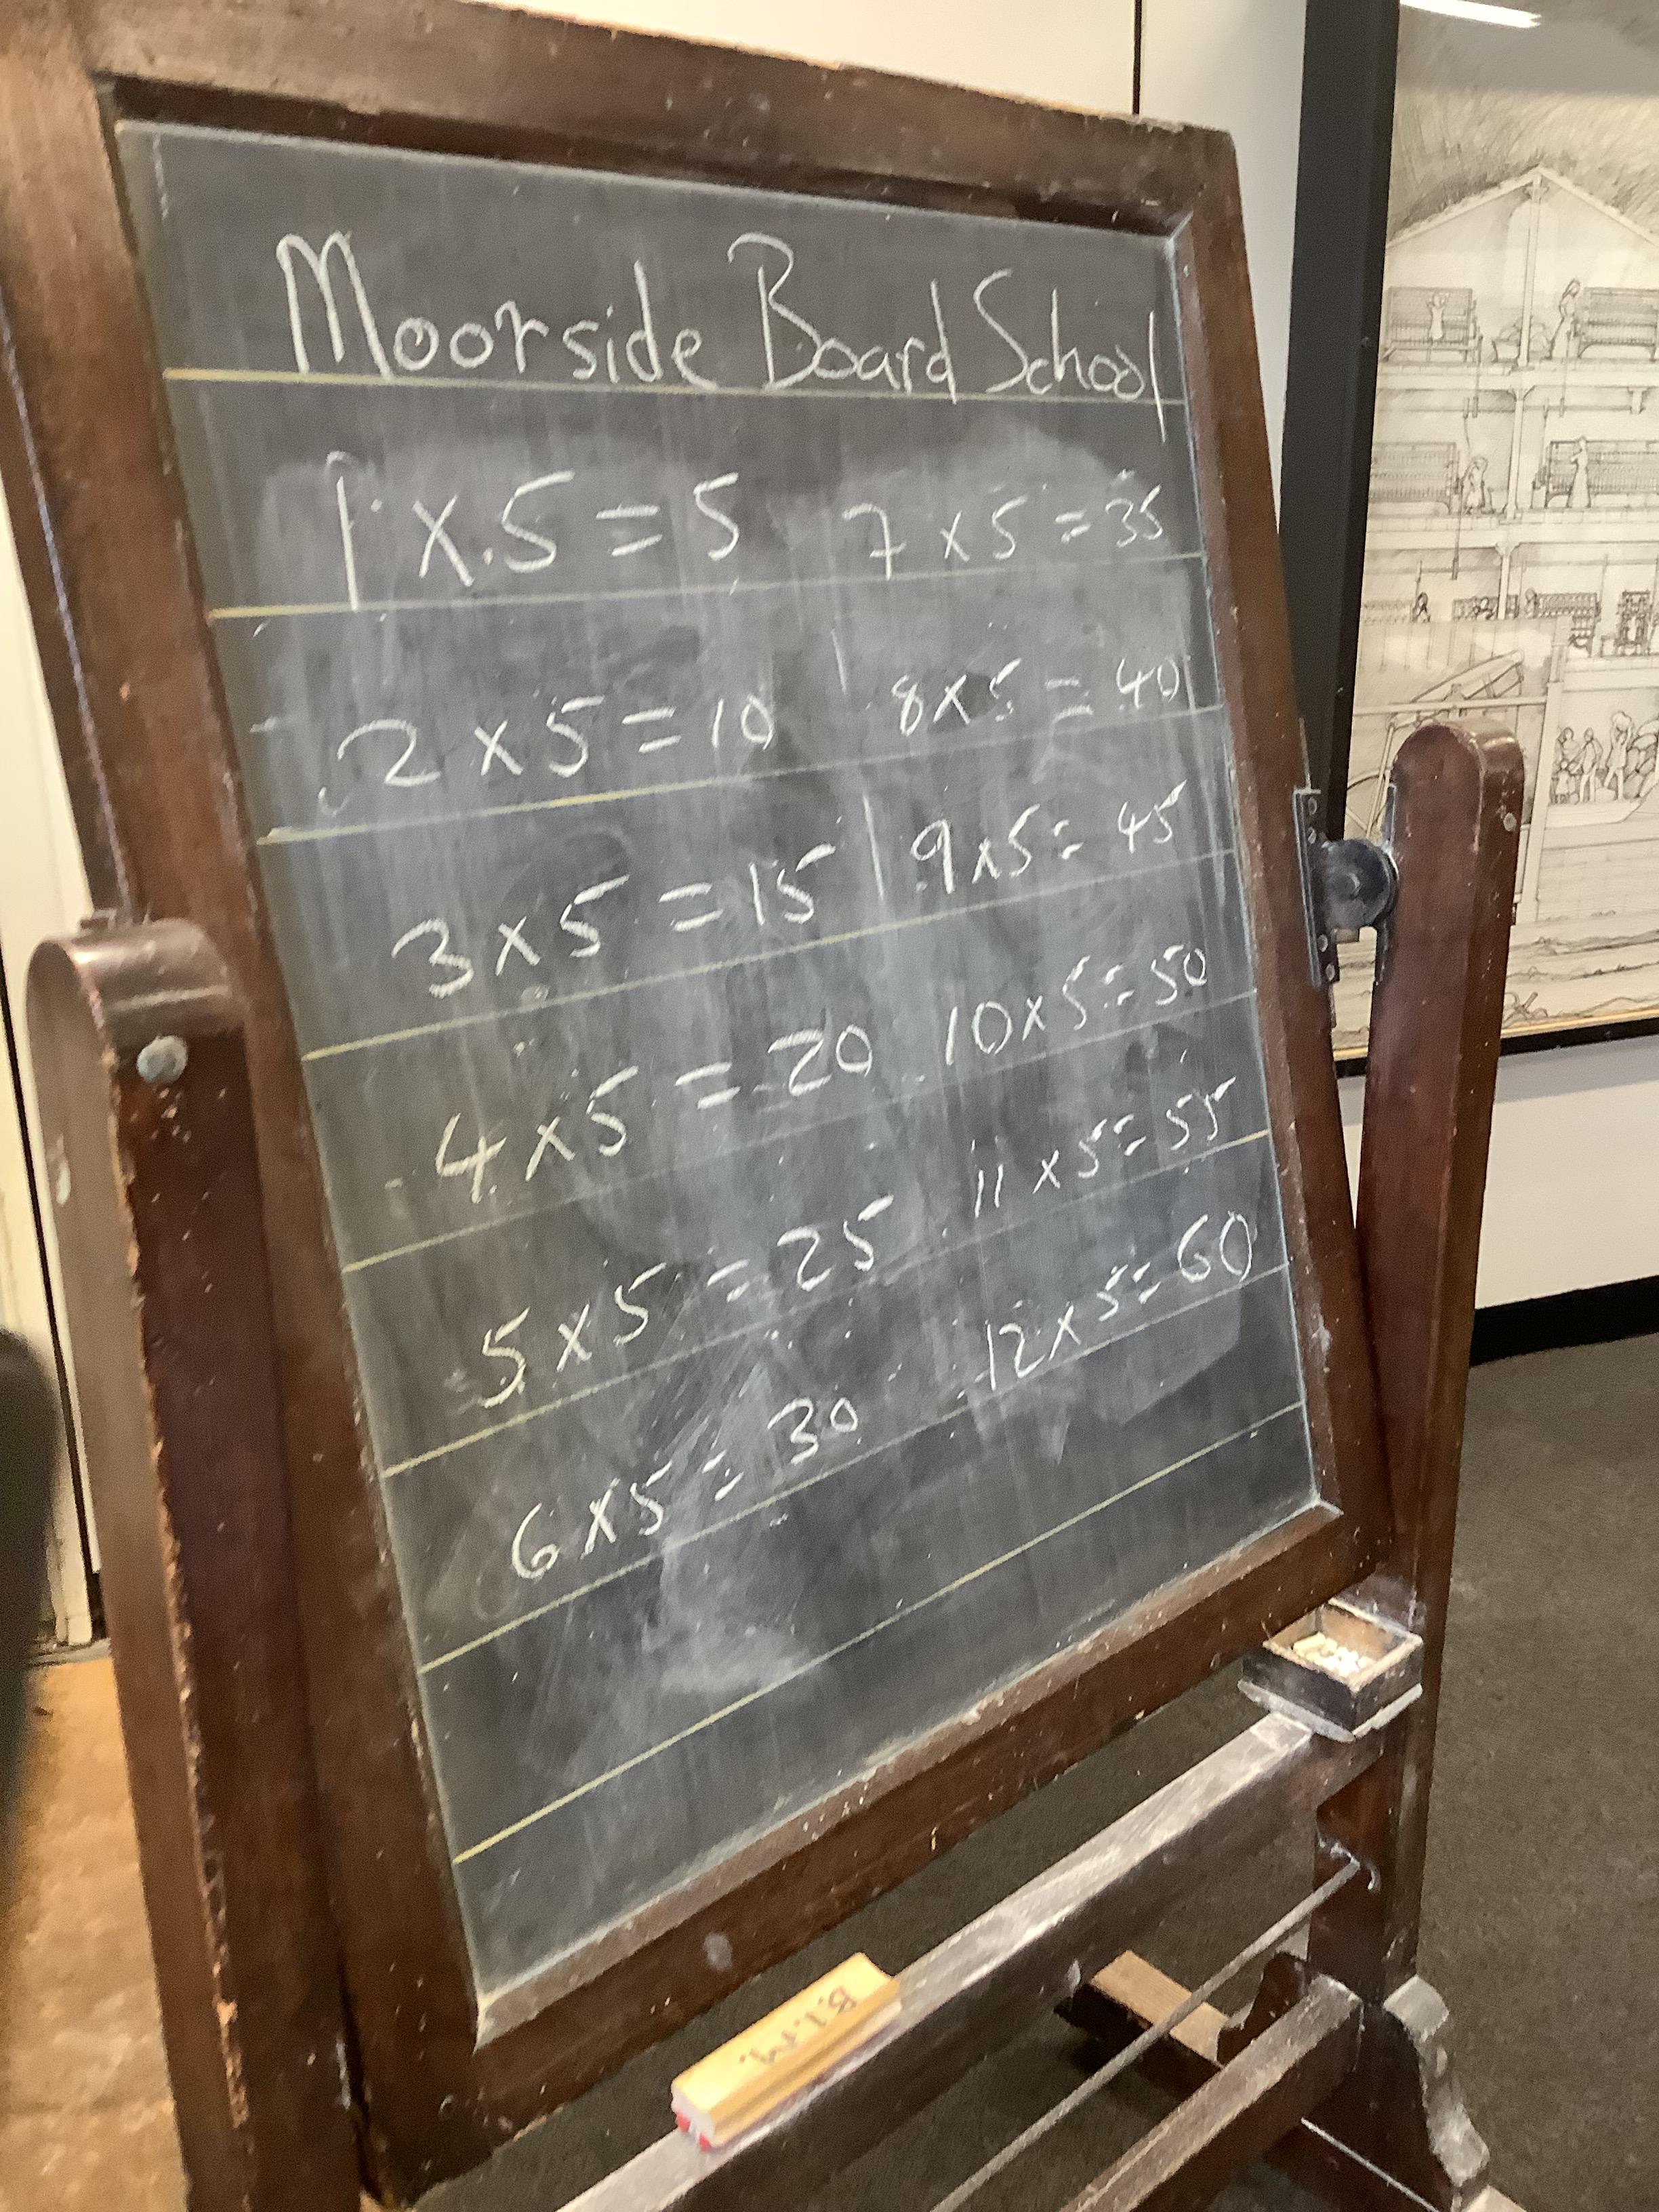 Moorside Board School
1 x 5 = 5 7 x 5 = 35
2 x 5 = 10 8 x 5 = 40
3 x 5 = 15 9 x 5 = 45
4 x 5 = 20 10 x 5 = 50
5 x 5 = 25 11 x 5 = 55
6 x 5 = 30 12 x 5 = 60